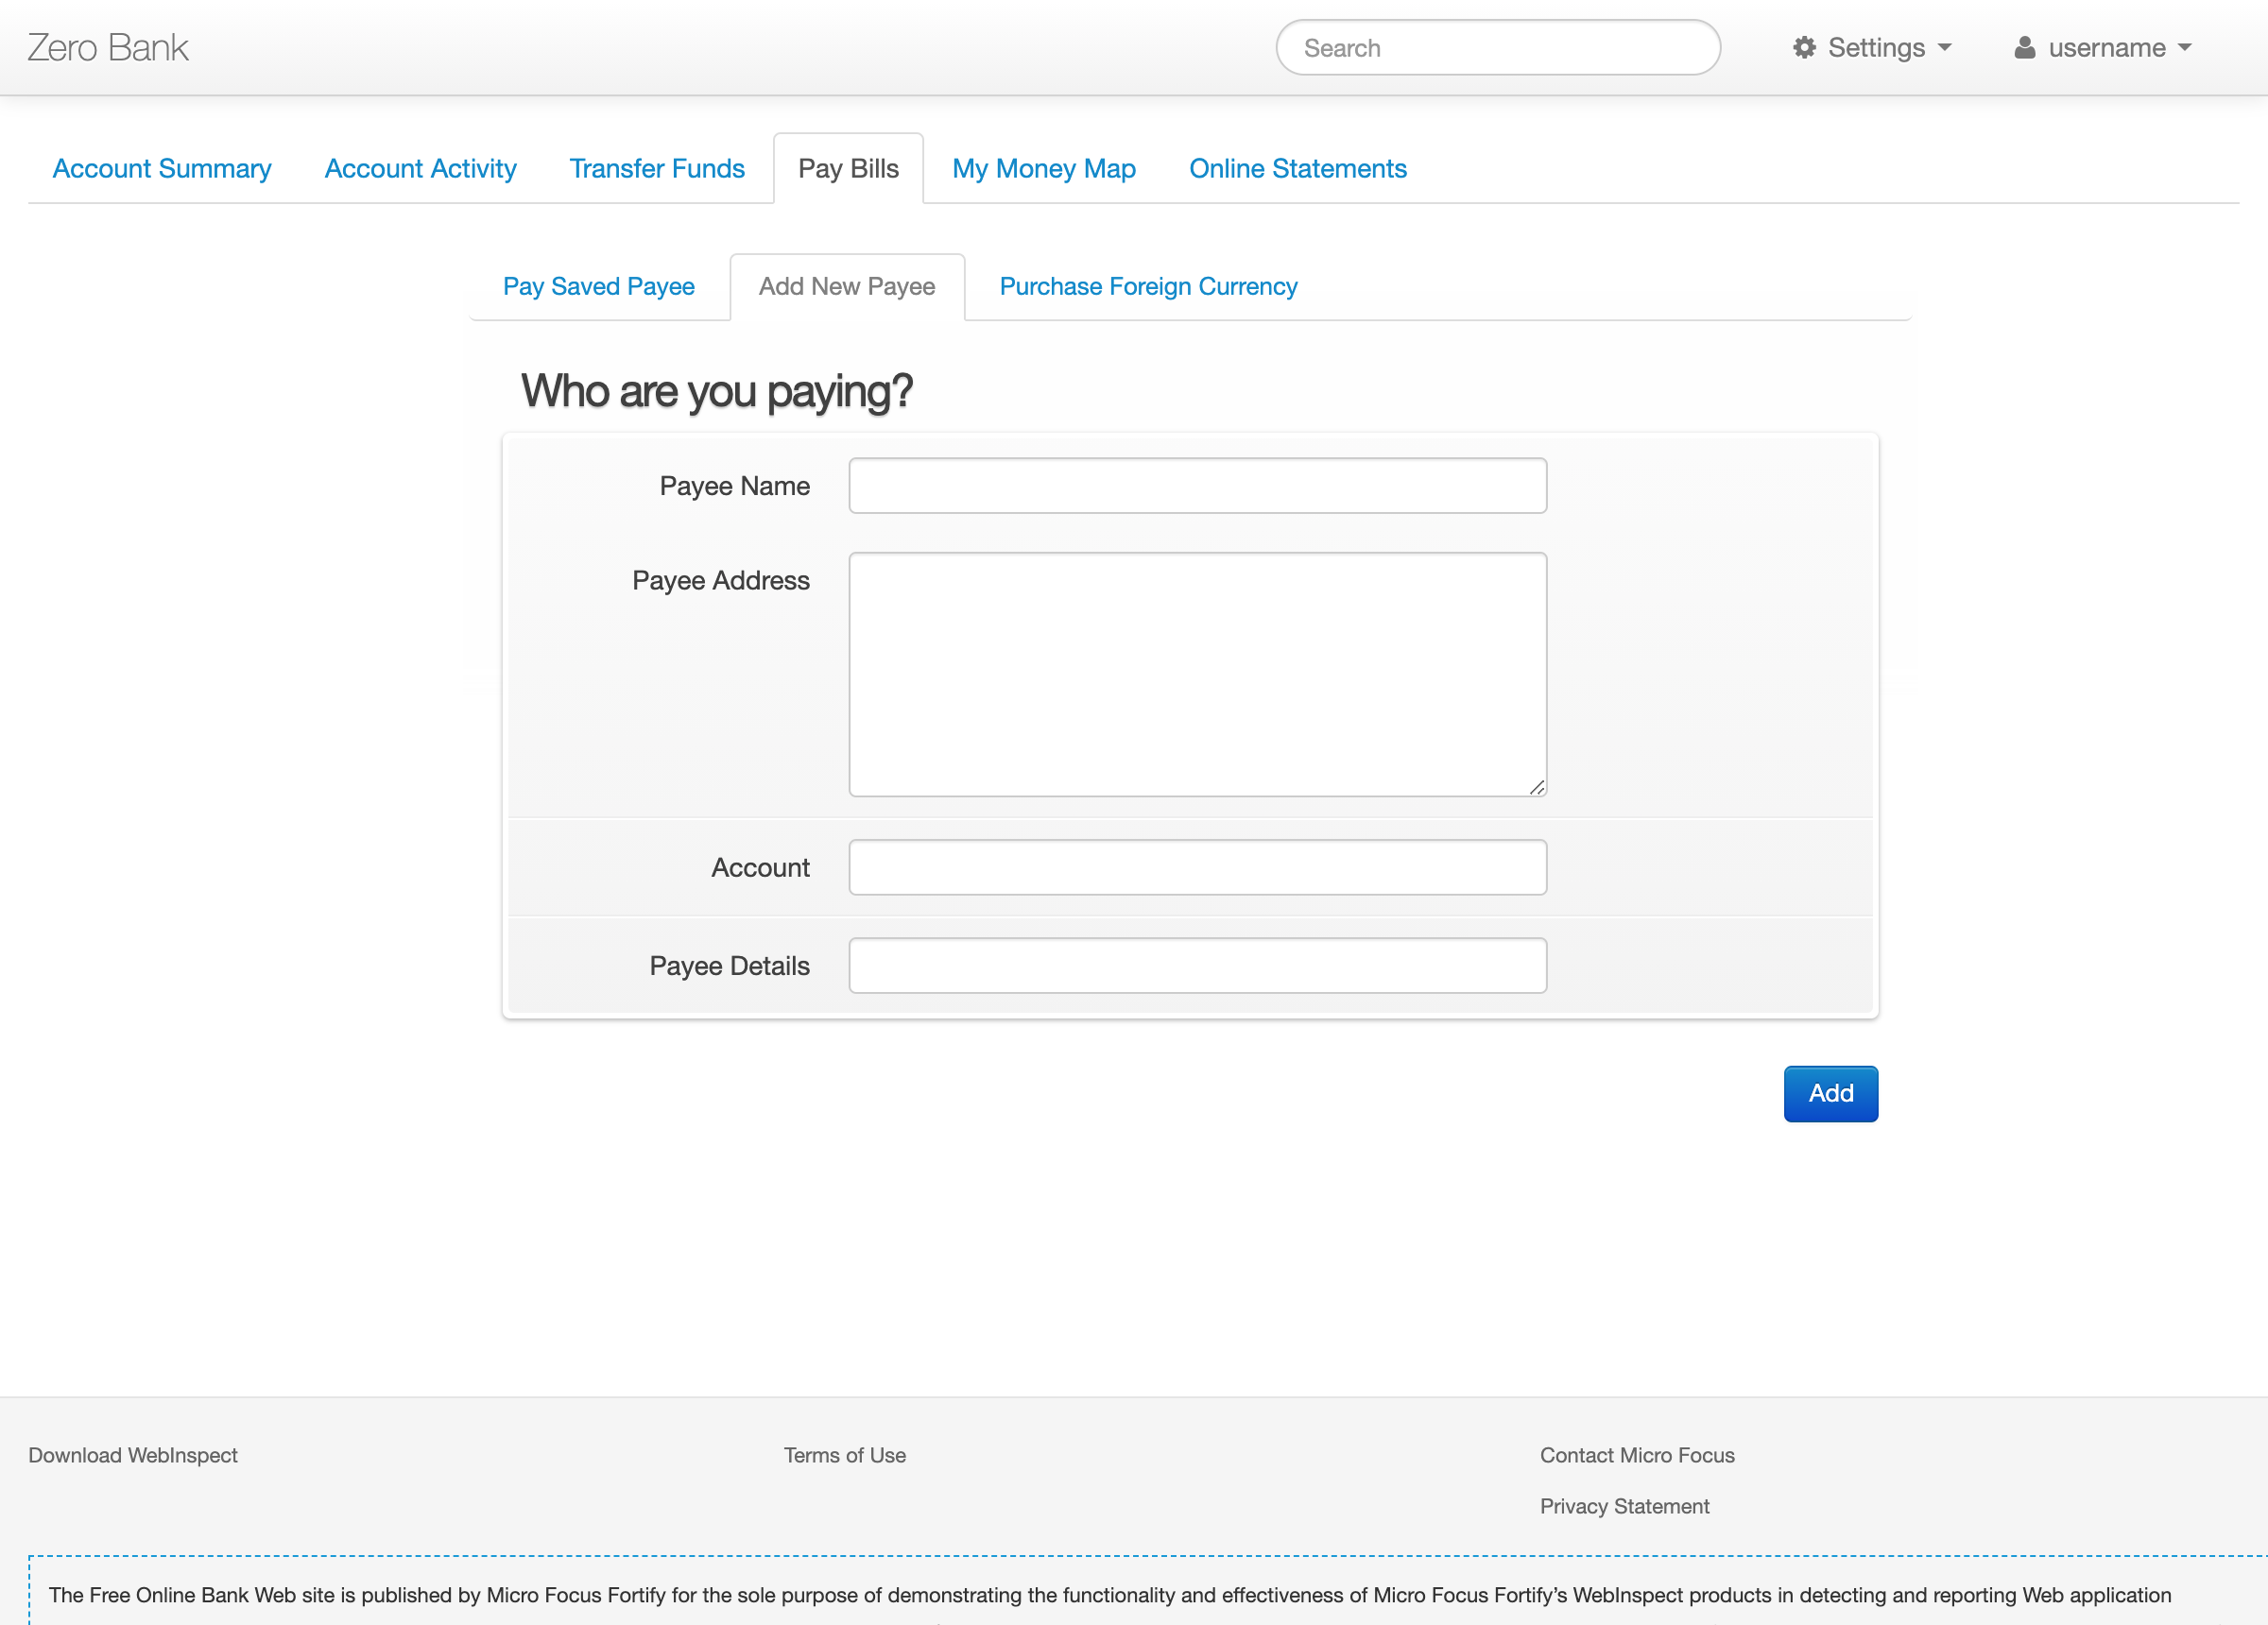 Zero Bank
Search
Settings
username
Account Summary
Account Activity
Transfer Funds
Pay Bills
My Money Map
Online Statements
Pay Saved Payee
Add New Payee
Purchase Foreign Currency
Who are you paying?
Payee Name
Payee Address
Account
Payee Details
Add
Download WebInspect
Terms of Use
Contact Micro Focus
Privacy Statement
The Free Online Bank Web site is published by Micro Focus Fortify for the sole purpose of demonstrating the functionality and effectiveness of Micro Focus Fortify’s WebInspect products in detecting and reporting Web application